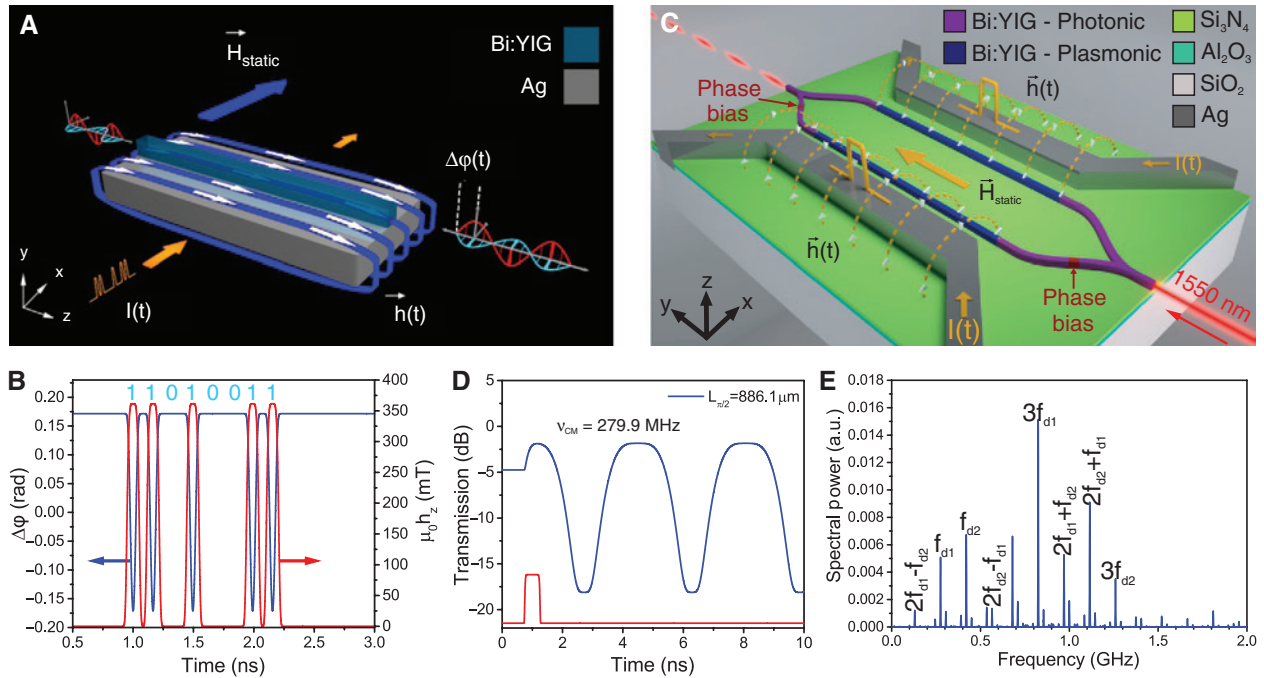 A
H⃗static
Bi:YIG
Ag
Δφ(t)
y
x
z
I(t)
h⃗(t)
C
Bi:YIG - Photonic
Bi:YIG - Plasmonic
Si₃N₄
Al₂O₃
SiO₂
Ag
h⃗(t)
Phase
bias
I(t)
H⃗static
h⃗(t)
z
y
x
I(t)
Phase
bias
1550 nm
B
1 1 0 1 0 0 1 1
0.20
0.15
0.10
0.05
0.00
−0.05
−0.10
−0.15
−0.20
Δφ (rad)
400
350
300
250
200
150
100
50
0
μ₀hz (mT)
0.5 1.0 1.5 2.0 2.5 3.0
Time (ns)
D
L π/2=886.1μm
νCM = 279.9 MHz
5
0
−5
−10
−15
−20
Transmission (dB)
0 2 4 6 8 10
Time (ns)
E
0.018
0.016
0.014
0.012
0.010
0.008
0.006
0.004
0.002
0.000
Spectral power (a.u.)
2fd1-fd2
fd1
fd2
2fd2-fd1
3fd1
2fd1+fd2
2fd2+fd1
3fd2
0.0 0.5 1.0 1.5 2.0
Frequency (GHz)